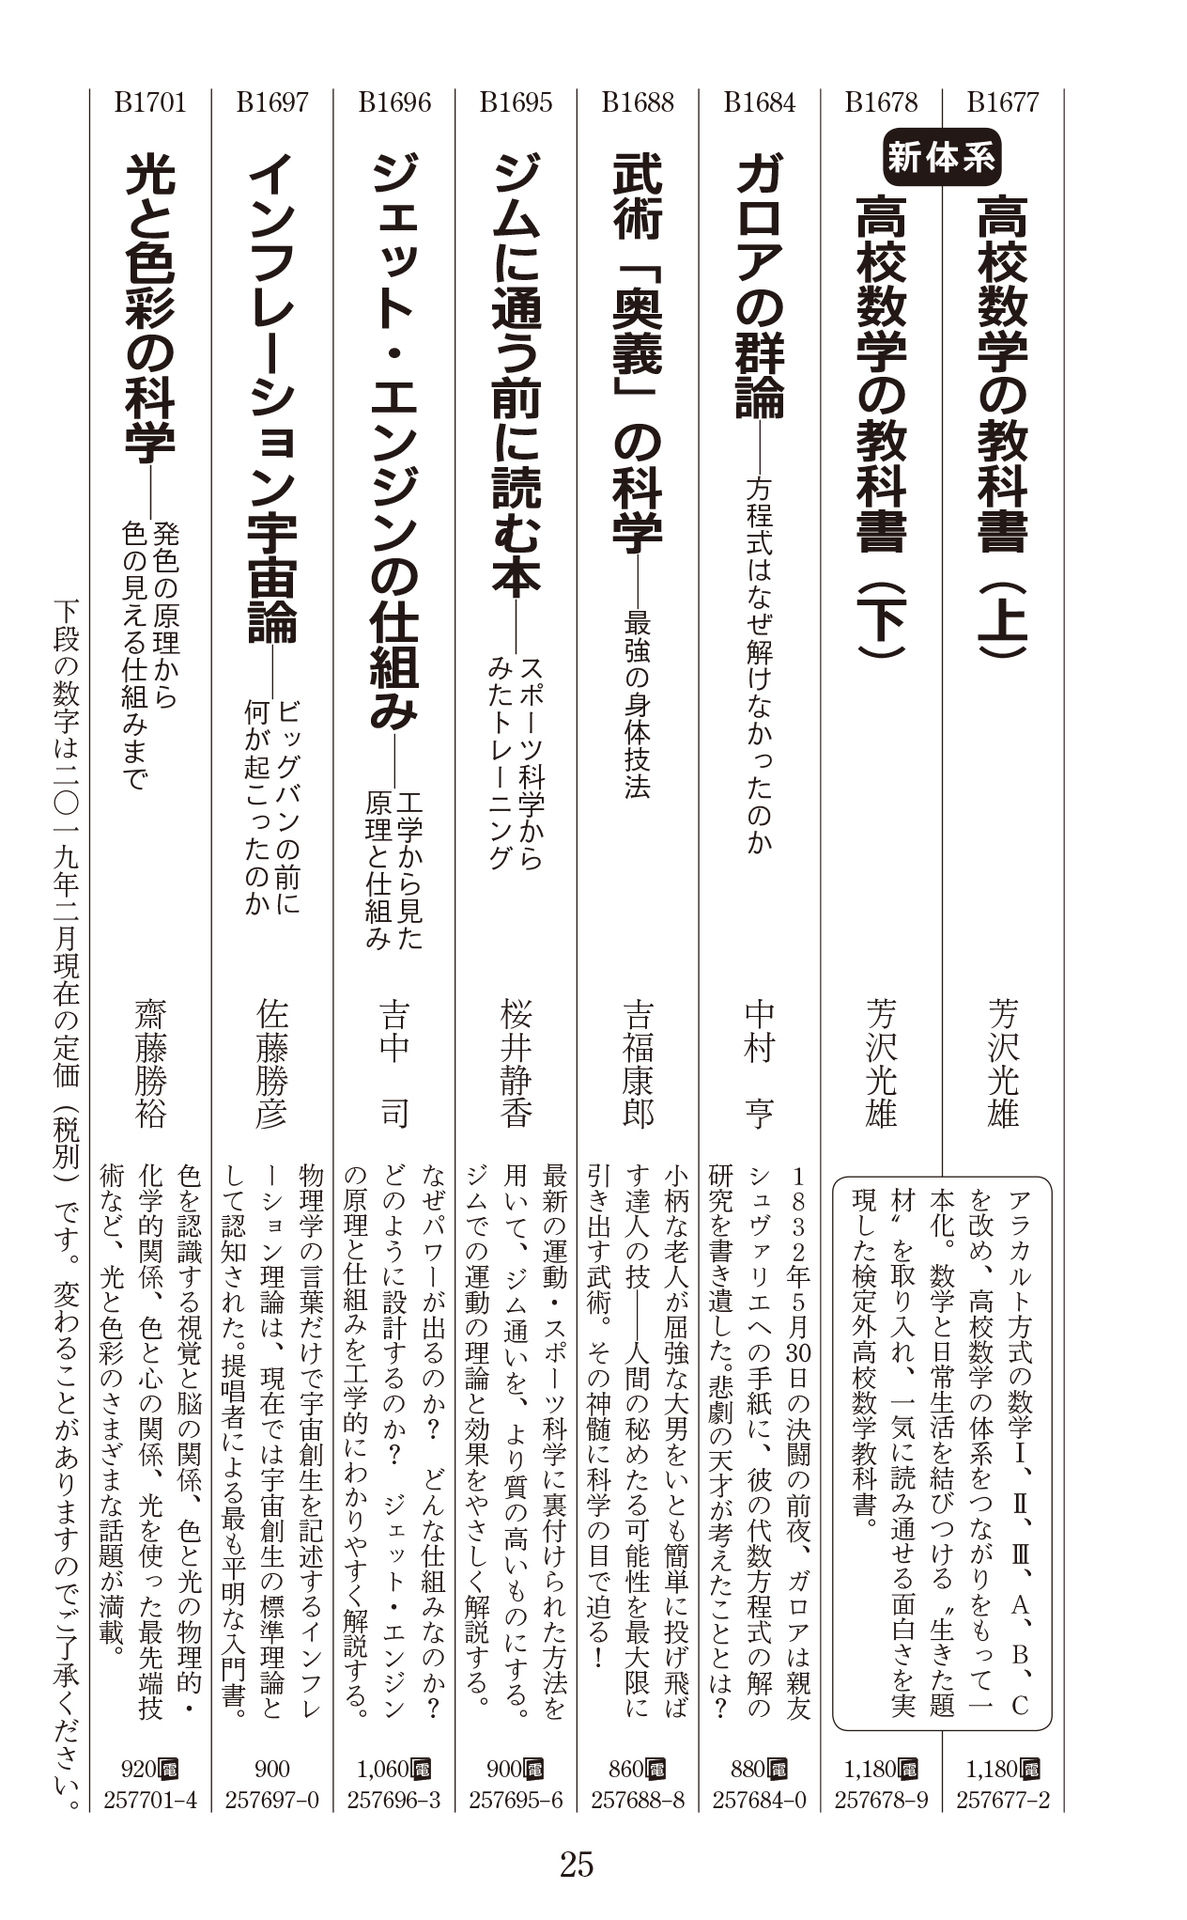 B1677
新体系
高校数学の教科書(上)
芳沢光雄
B1678
高校数学の教科書(下)
芳沢光雄
アラカルト方式の数学Ⅰ、Ⅱ、Ⅲ、A、B、C
を改め、高校数学の体系をつながりをもって一
本化。数学と日常生活を結びつける〝生きた題
材〟を取り入れ、一気に読み通せる面白さを実
現した検定外高校数学教科書。
1,180電
257677-2
1,180電
257678-9
B1684
ガロアの群論
――方程式はなぜ解けなかったのか
中村 亨
1832年5月30日の決闘の前夜、ガロアは親友
シュヴァリエへの手紙に、彼の代数方程式の解の
研究を書き遺した。悲劇の天才が考えたこととは?
880電
257684-0
B1688
武術「奥義」の科学
――最強の身体技法
吉福康郎
小柄な老人が屈強な大男をいとも簡単に投げ飛ば
す達人の技――人間の秘めたる可能性を最大限に
引き出す武術。その神髄に科学の目で迫る!
860電
257688-8
B1695
ジムに通う前に読む本
――スポーツ科学から
みたトレーニング
桜井静香
最新の運動・スポーツ科学に裏付けられた方法を
用いて、ジム通いを、より質の高いものにする。
ジムでの運動の理論と効果をやさしく解説する。
900電
257695-6
B1696
ジェット・エンジンの仕組み
――工学から見た
原理と仕組み
吉中 司
なぜパワーが出るのか? どんな仕組みなのか?
どのように設計するのか? ジェット・エンジン
の原理と仕組みを工学的にわかりやすく解説する。
1,060電
257696-3
B1697
インフレーション宇宙論
――ビッグバンの前に
何が起こったのか
佐藤勝彦
物理学の言葉だけで宇宙創生を記述するインフレ
ーション理論は、現在では宇宙創生の標準理論と
して認知された。提唱者による最も平明な入門書。
900
257697-0
B1701
光と色彩の科学
――発色の原理から
色の見える仕組みまで
齋藤勝裕
色を認識する視覚と脳の関係、色と光の物理的・
化学的関係、色と心の関係、光を使った最先端技
術など、光と色彩のさまざまな話題が満載。
920電
257701-4
下段の数字は二〇一九年二月現在の定価(税別)です。変わることがありますのでご了承ください。
25